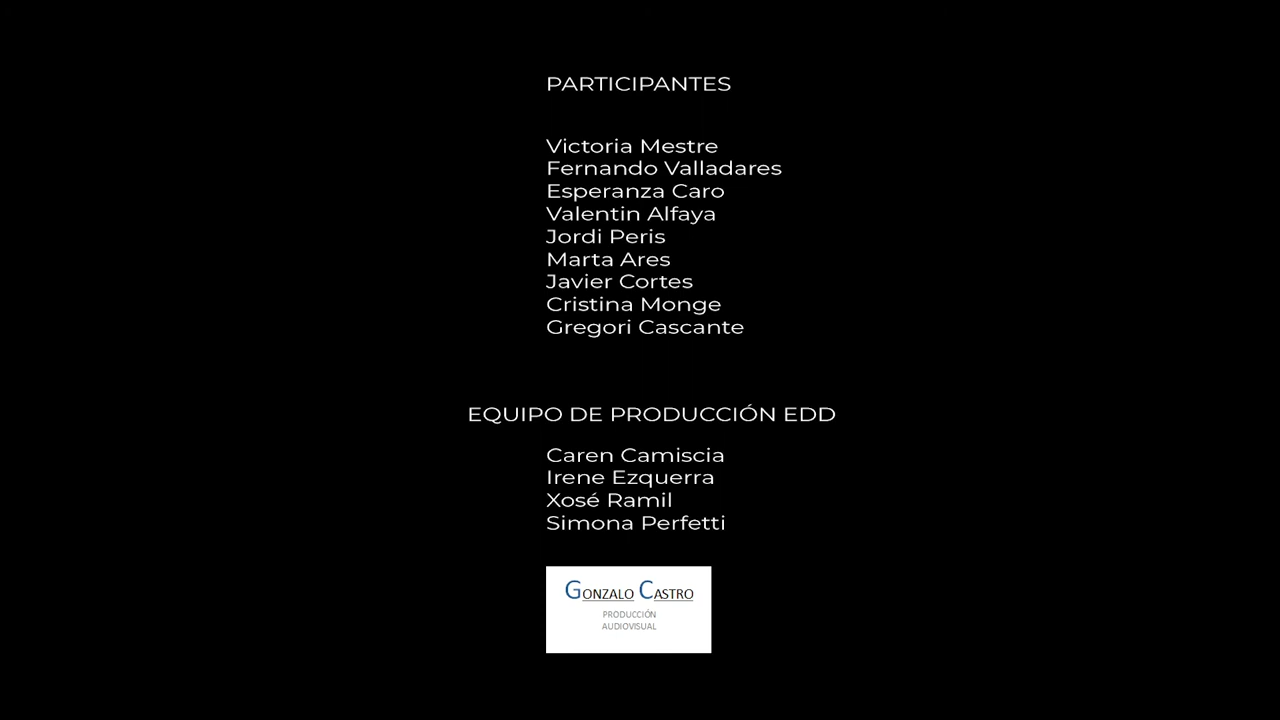 PARTICIPANTES
Victoria Mestre
Fernando Valladares
Esperanza Caro
Valentin Alfaya
Jordi Peris
Marta Ares
Javier Cortes
Cristina Monge
Gregori Cascante
EQUIPO DE PRODUCCIÓN EDD
Caren Camiscia
Irene Ezquerra
Xosé Ramil
Simona Perfetti
GONZALO CASTRO
PRODUCCIÓN
AUDIOVISUAL